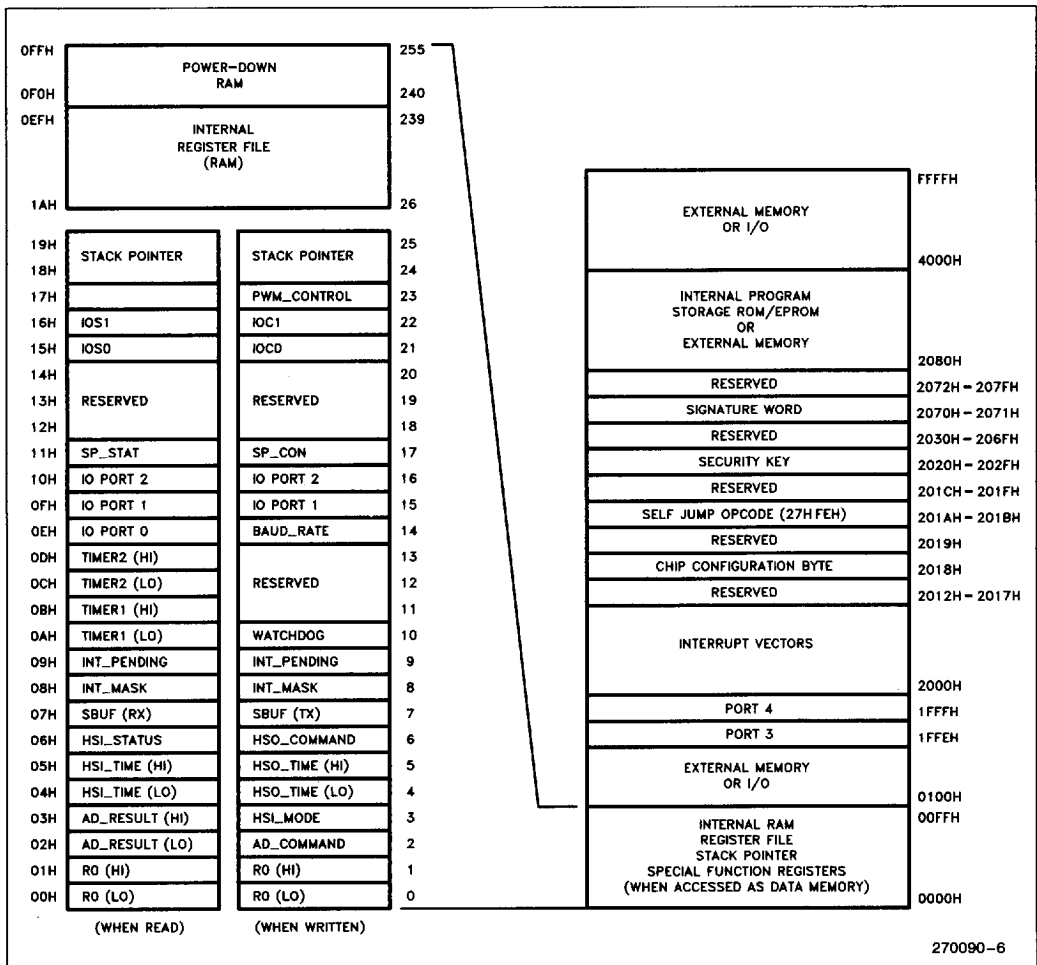 0FFH POWER-DOWN RAM 255
0F0H 240
0EFH INTERNAL REGISTER FILE (RAM) 239
1AH 26
19H STACK POINTER STACK POINTER 25
18H 24
17H PWM_CONTROL 23
16H IOS1 IOC1 22
15H IOS0 IOC0 21
14H 20
13H RESERVED RESERVED 19
12H 18
11H SP_STAT SP_CON 17
10H IO PORT 2 IO PORT 2 16
0FH IO PORT 1 IO PORT 1 15
0EH IO PORT 0 BAUD_RATE 14
0DH TIMER2 (HI) 13
0CH TIMER2 (LO) RESERVED 12
0BH TIMER1 (HI) 11
0AH TIMER1 (LO) WATCHDOG 10
09H INT_PENDING INT_PENDING 9
08H INT_MASK INT_MASK 8
07H SBUF (RX) SBUF (TX) 7
06H HSI_STATUS HSO_COMMAND 6
05H HSI_TIME (HI) HSO_TIME (HI) 5
04H HSI_TIME (LO) HSO_TIME (LO) 4
03H AD_RESULT (HI) HSI_MODE 3
02H AD_RESULT (LO) AD_COMMAND 2
01H R0 (HI) R0 (HI) 1
00H R0 (LO) R0 (LO) 0
(WHEN READ) (WHEN WRITTEN)
FFFFH
EXTERNAL MEMORY
OR I/O
4000H
INTERNAL PROGRAM
STORAGE ROM/EPROM
OR
EXTERNAL MEMORY
2080H
RESERVED 2072H-207FH
SIGNATURE WORD 2070H-2071H
RESERVED 2030H-206FH
SECURITY KEY 2020H-202FH
RESERVED 201CH-201FH
SELF JUMP OPCODE (27H FEH) 201AH-201BH
RESERVED 2019H
CHIP CONFIGURATION BYTE 2018H
RESERVED 2012H-2017H
INTERRUPT VECTORS
2000H
PORT 4 1FFFH
PORT 3 1FFEH
EXTERNAL MEMORY
OR I/O
0100H
00FFH
INTERNAL RAM
REGISTER FILE
STACK POINTER
SPECIAL FUNCTION REGISTERS
(WHEN ACCESSED AS DATA MEMORY)
0000H
270090-6